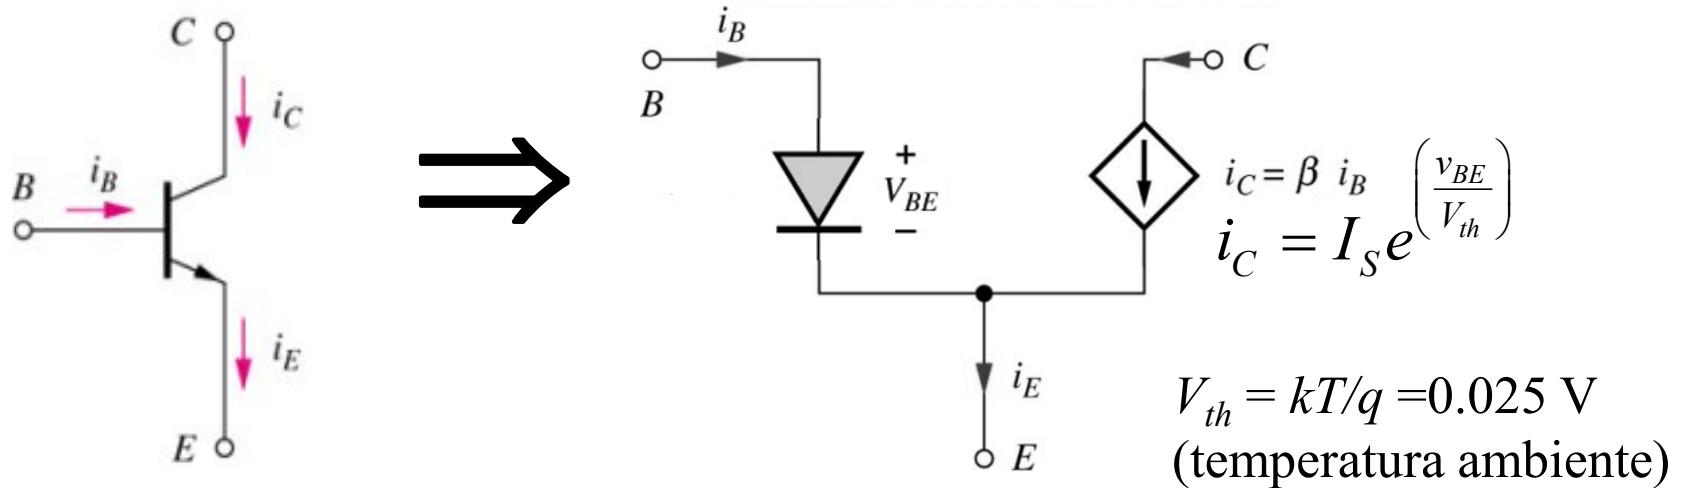 C
i_C
B
i_B
i_E
E
i_B
B
C
+
V_BE
−
i_C = β i_B
i_C = I_S e^(v_BE / V_th)
i_E
E
V_th = kT/q =0.025 V
(temperatura ambiente)